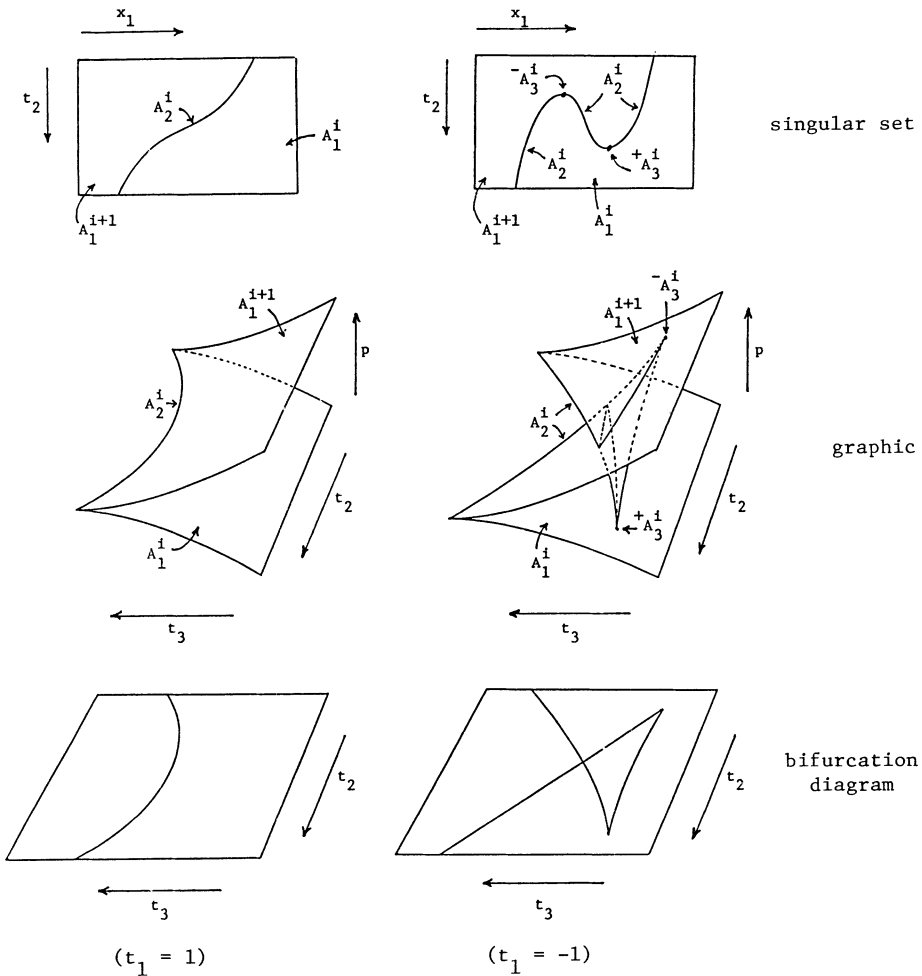 x₁ x₁
t₂ A₂ⁱ A₁ⁱ t₂ ⁻A₃ⁱ A₂ⁱ singular set
A₁ⁱ⁺¹ A₂ⁱ ⁺A₃ⁱ
A₁ⁱ⁺¹ A₁ⁱ
A₁ⁱ⁺¹ p A₁ⁱ⁺¹ ⁻A₃ⁱ p
A₂ⁱ A₂ⁱ graphic
t₂ t₂
A₁ⁱ A₁ⁱ ⁺A₃ⁱ
t₃ t₃
t₂ t₂ bifurcation
diagram
t₃ t₃
(t₁ = 1) (t₁ = -1)